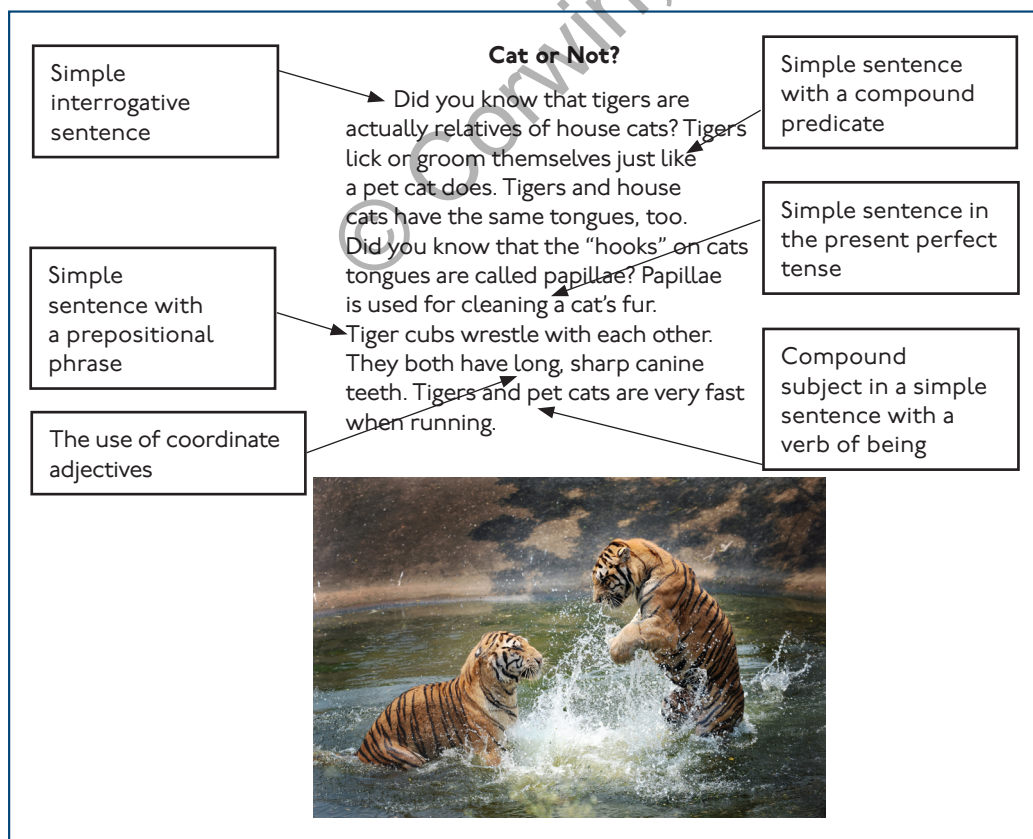 Cat or Not?
Simple
interrogative
sentence
Did you know that tigers are
actually relatives of house cats? Tigers
lick or groom themselves just like
a pet cat does. Tigers and house
cats have the same tongues, too.
Did you know that the “hooks” on cats
tongues are called papillae? Papillae
is used for cleaning a cat’s fur.
Tiger cubs wrestle with each other.
They both have long, sharp canine
teeth. Tigers and pet cats are very fast
when running.
Simple
sentence with
a prepositional
phrase
The use of coordinate
adjectives
Simple sentence
with a compound
predicate
Simple sentence in
the present perfect
tense
Compound
subject in a simple
sentence with a
verb of being
© Corwin,